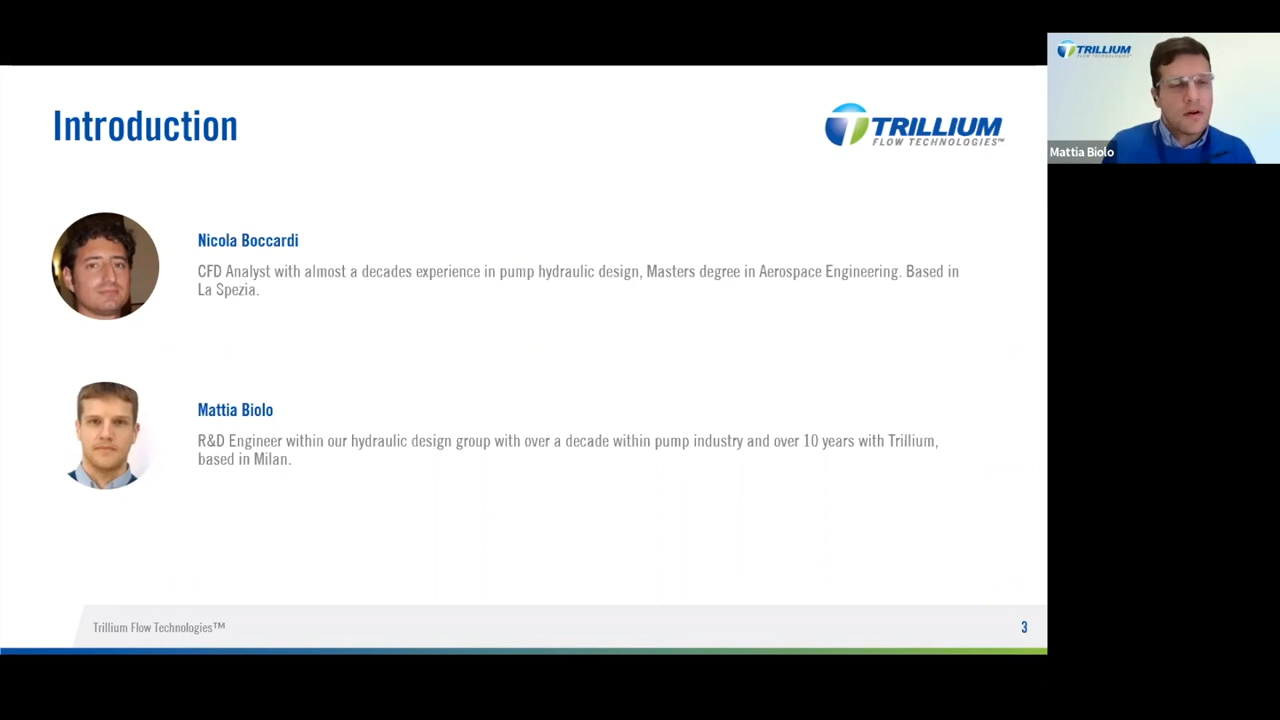 Introduction
TRILLIUM
FLOW TECHNOLOGIES™
Nicola Boccardi
CFD Analyst with almost a decades experience in pump hydraulic design, Masters degree in Aerospace Engineering. Based in
La Spezia.
Mattia Biolo
R&D Engineer within our hydraulic design group with over a decade within pump industry and over 10 years with Trillium,
based in Milan.
Trillium Flow Technologies™
3
TRILLIUM
FLOW TECHNOLOGIES™
Mattia Biolo